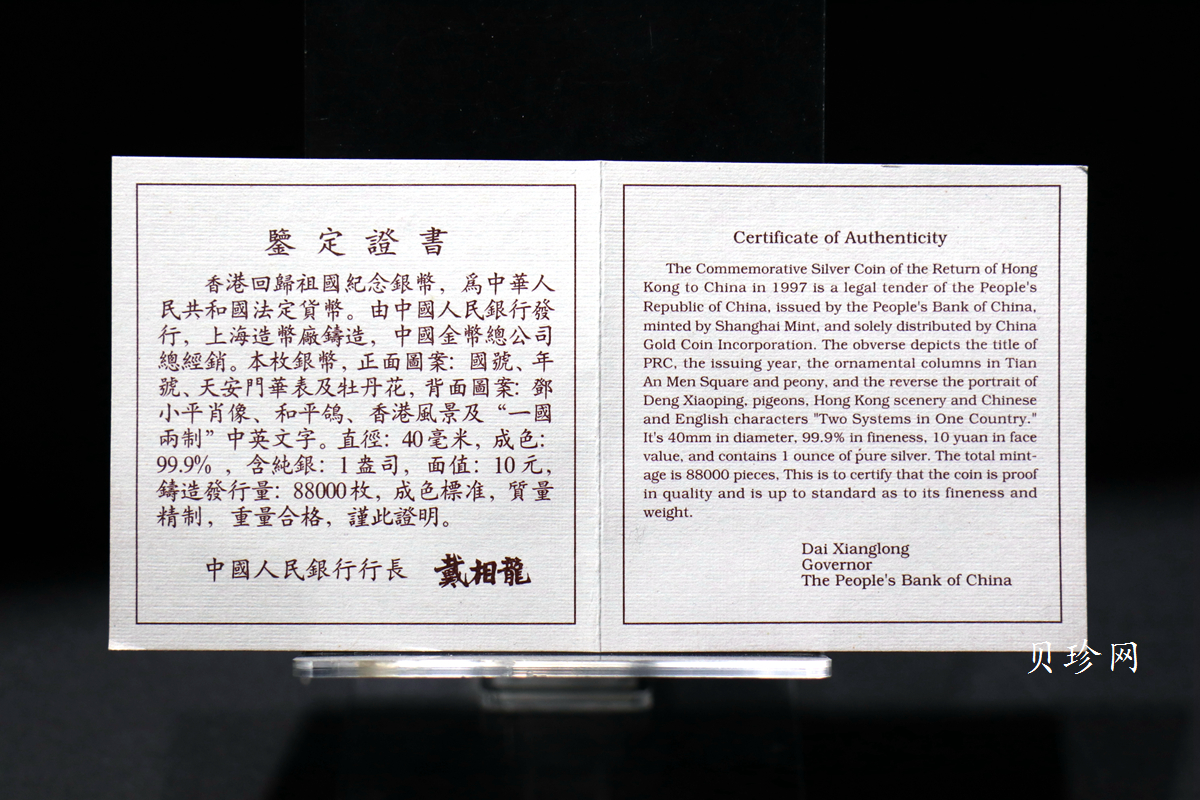 鑒定證書
香港回歸祖國紀念銀幣，爲中華人
民共和國法定貨幣。由中國人民銀行發
行，上海造幣廠鑄造，中國金幣總公司
總經銷。本枚銀幣，正面圖案：國號、年
號、天安門華表及牡丹花，背面圖案：鄧
小平肖像、和平鴿、香港風景及“一國
兩制”中英文字。直徑：40毫米，成色：
99.9%，含純銀：1盎司，面值：10元，
鑄造發行量：88000枚，成色標准，質量
精制，重量合格，謹此證明。
中國人民銀行行長 戴相龍
Certificate of Authenticity
The Commemorative Silver Coin of the Return of Hong
Kong to China in 1997 is a legal tender of the People's
Republic of China, issued by the People's Bank of China,
minted by Shanghai Mint, and solely distributed by China
Gold Coin Incorporation. The obverse depicts the title of
PRC, the issuing year, the ornamental columns in Tian
An Men Square and peony, and the reverse the portrait of
Deng Xiaoping, pigeons, Hong Kong scenery and Chinese
and English characters "Two Systems in One Country."
It's 40mm in diameter, 99.9% in fineness, 10 yuan in face
value, and contains 1 ounce of pure silver. The total mint-
age is 88000 pieces, This is to certify that the coin is proof
in quality and is up to standard as to its fineness and
weight.
Dai Xianglong
Governor
The People's Bank of China
贝珍网